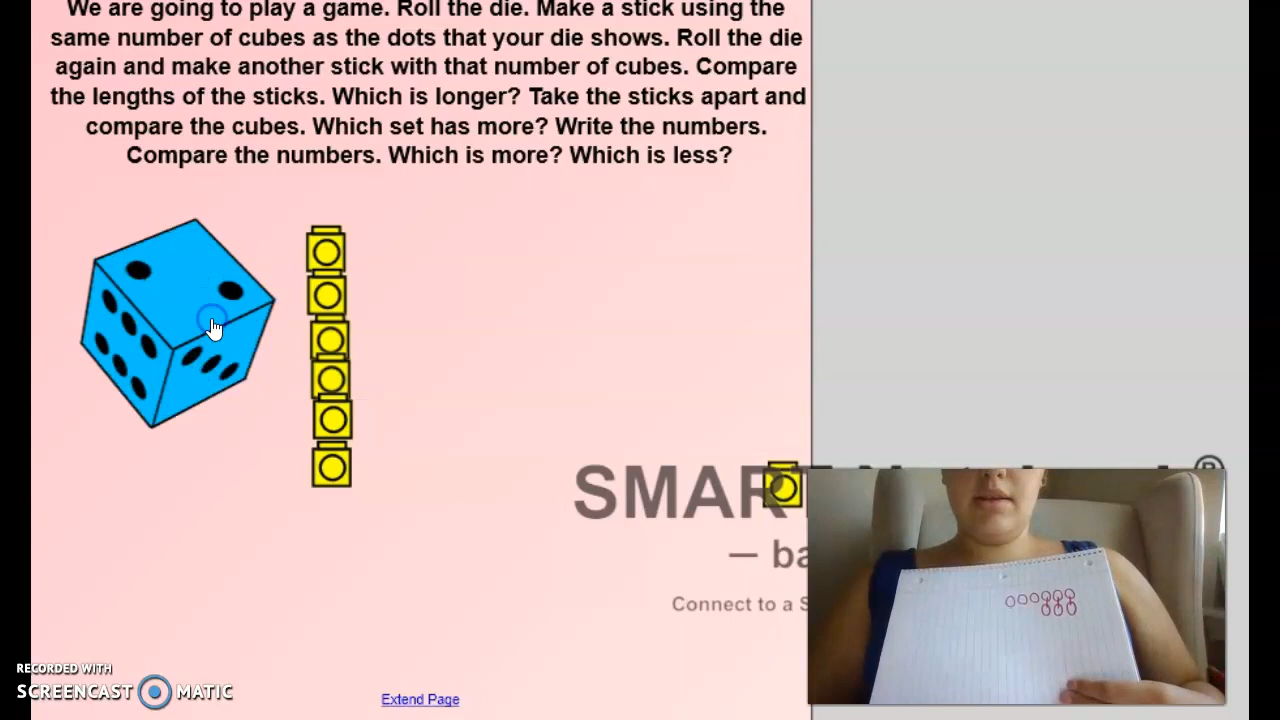 We are going to play a game. Roll the die. Make a stick using the
same number of cubes as the dots that your die shows. Roll the die
again and make another stick with that number of cubes. Compare
the lengths of the sticks. Which is longer? Take the sticks apart and
compare the cubes. Which set has more? Write the numbers.
Compare the numbers. Which is more? Which is less?
SMART
®
— ba
Connect to a S
RECORDED WITH
SCREENCAST MATIC
Extend Page